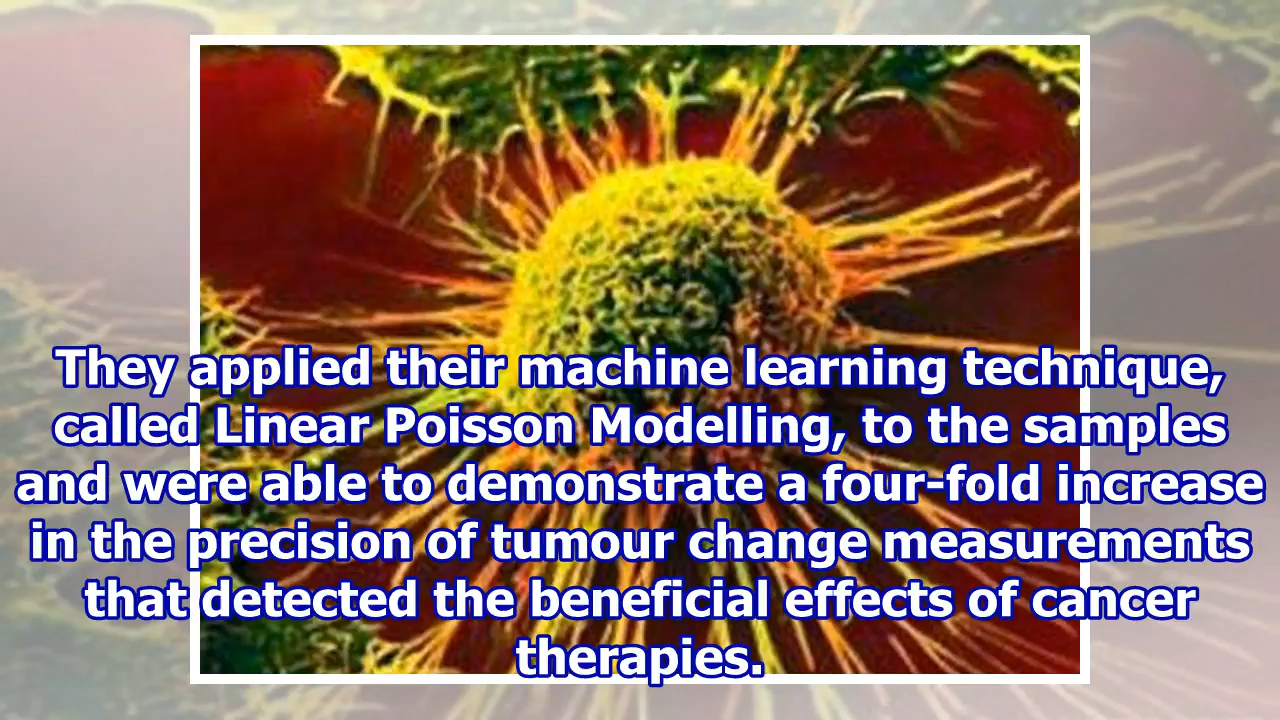 They applied their machine learning technique,
called Linear Poisson Modelling, to the samples
and were able to demonstrate a four-fold increase
in the precision of tumour change measurements
that detected the beneficial effects of cancer
therapies.